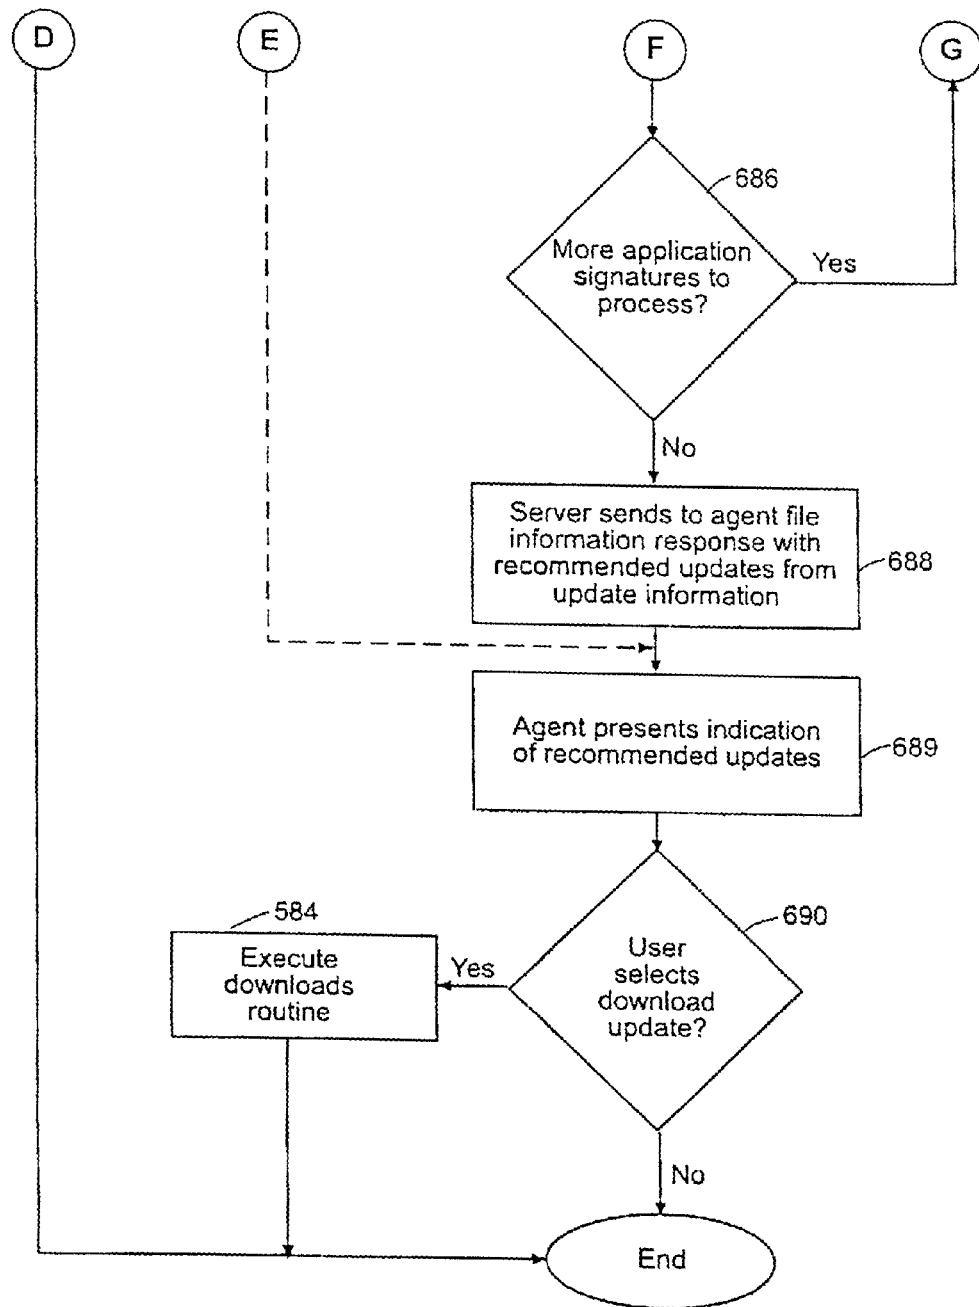 D
E
F
G
686
More application
signatures to
process?
Yes
No
Server sends to agent file
information response with
recommended updates from
update information
688
Agent presents indication
of recommended updates
689
584
Execute
downloads
routine
Yes
690
User
selects
download
update?
No
End